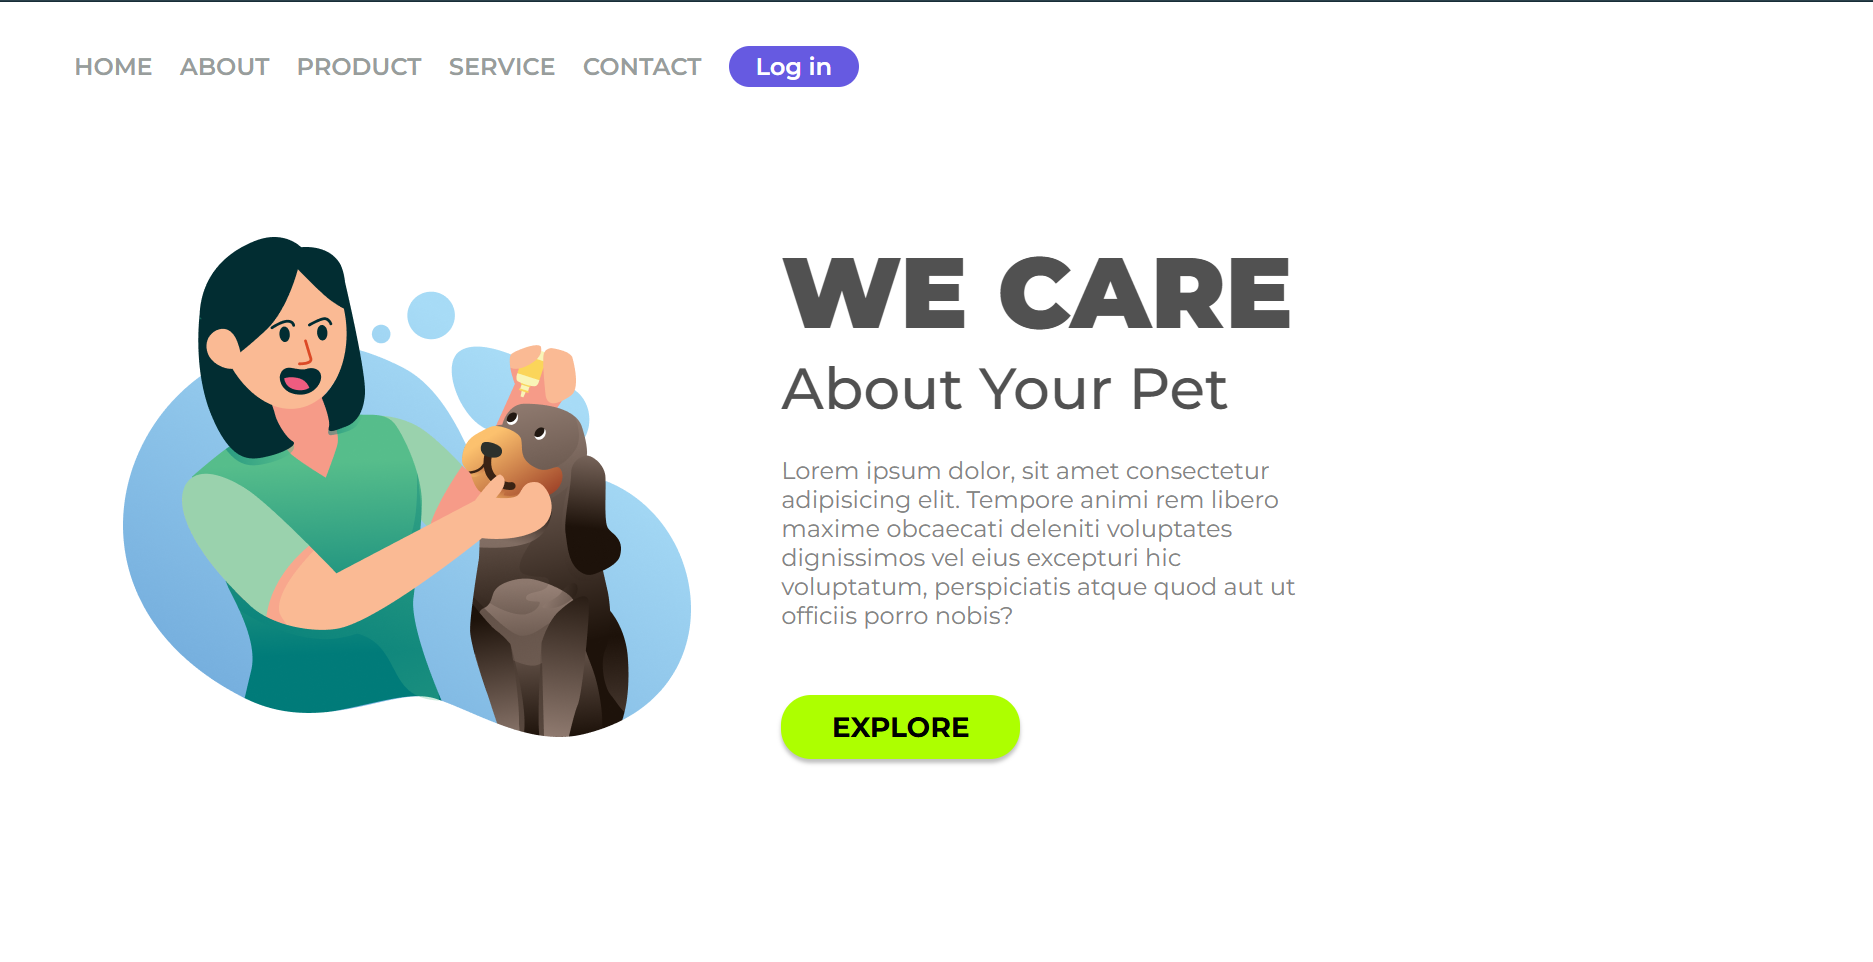 HOME ABOUT PRODUCT SERVICE CONTACT Log in
WE CARE
About Your Pet
Lorem ipsum dolor, sit amet consectetur
adipisicing elit. Tempore animi rem libero
maxime obcaecati deleniti voluptates
dignissimos vel eius excepturi hic
voluptatum, perspiciatis atque quod aut ut
officiis porro nobis?
EXPLORE